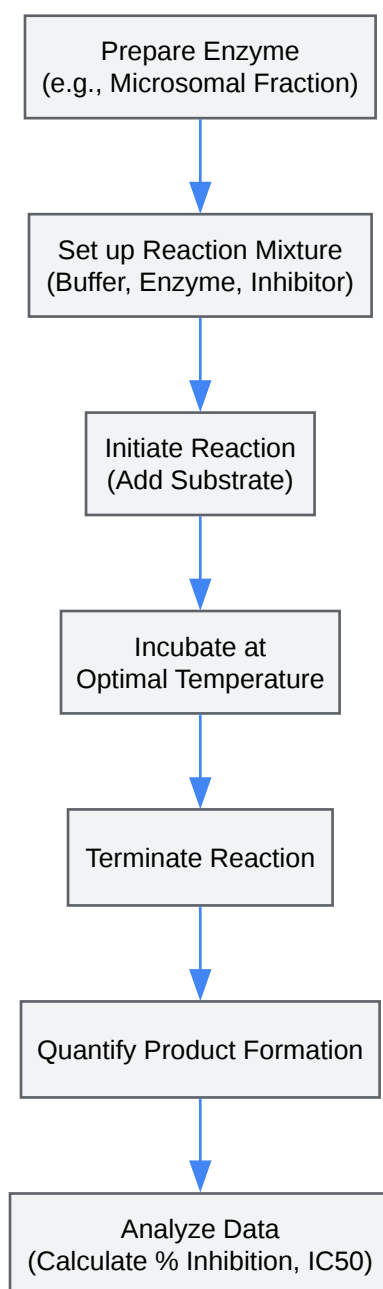 Prepare Enzyme
(e.g., Microsomal Fraction)
Set up Reaction Mixture
(Buffer, Enzyme, Inhibitor)
Initiate Reaction
(Add Substrate)
Incubate at
Optimal Temperature
Terminate Reaction
Quantify Product Formation
Analyze Data
(Calculate % Inhibition, IC50)